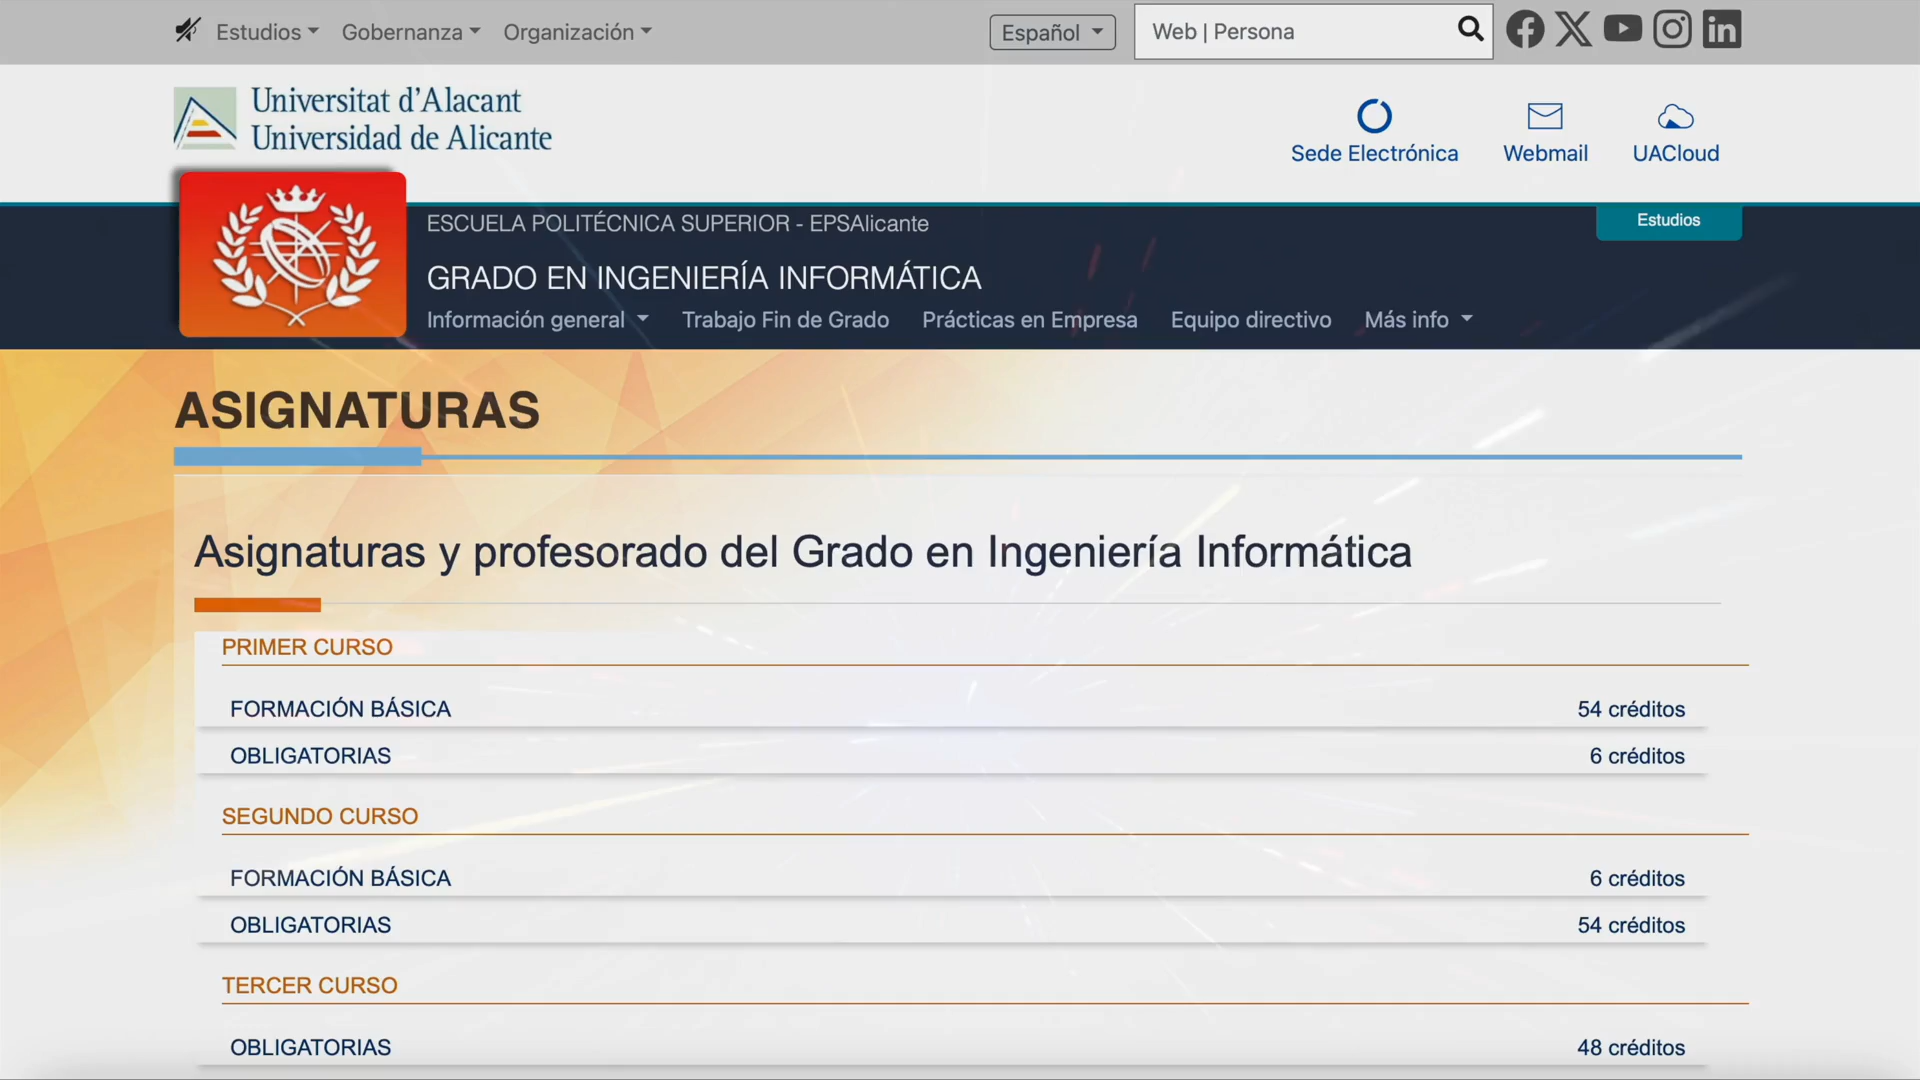 Estudios Gobernanza Organización Español Web | Persona
Universitat d'Alacant
Universidad de Alicante
Sede Electrónica Webmail UACloud
ESCUELA POLITÉCNICA SUPERIOR - EPSAlicante
Estudios
GRADO EN INGENIERÍA INFORMÁTICA
Información general Trabajo Fin de Grado Prácticas en Empresa Equipo directivo Más info
ASIGNATURAS
Asignaturas y profesorado del Grado en Ingeniería Informática
PRIMER CURSO
FORMACIÓN BÁSICA 54 créditos
OBLIGATORIAS 6 créditos
SEGUNDO CURSO
FORMACIÓN BÁSICA 6 créditos
OBLIGATORIAS 54 créditos
TERCER CURSO
OBLIGATORIAS 48 créditos